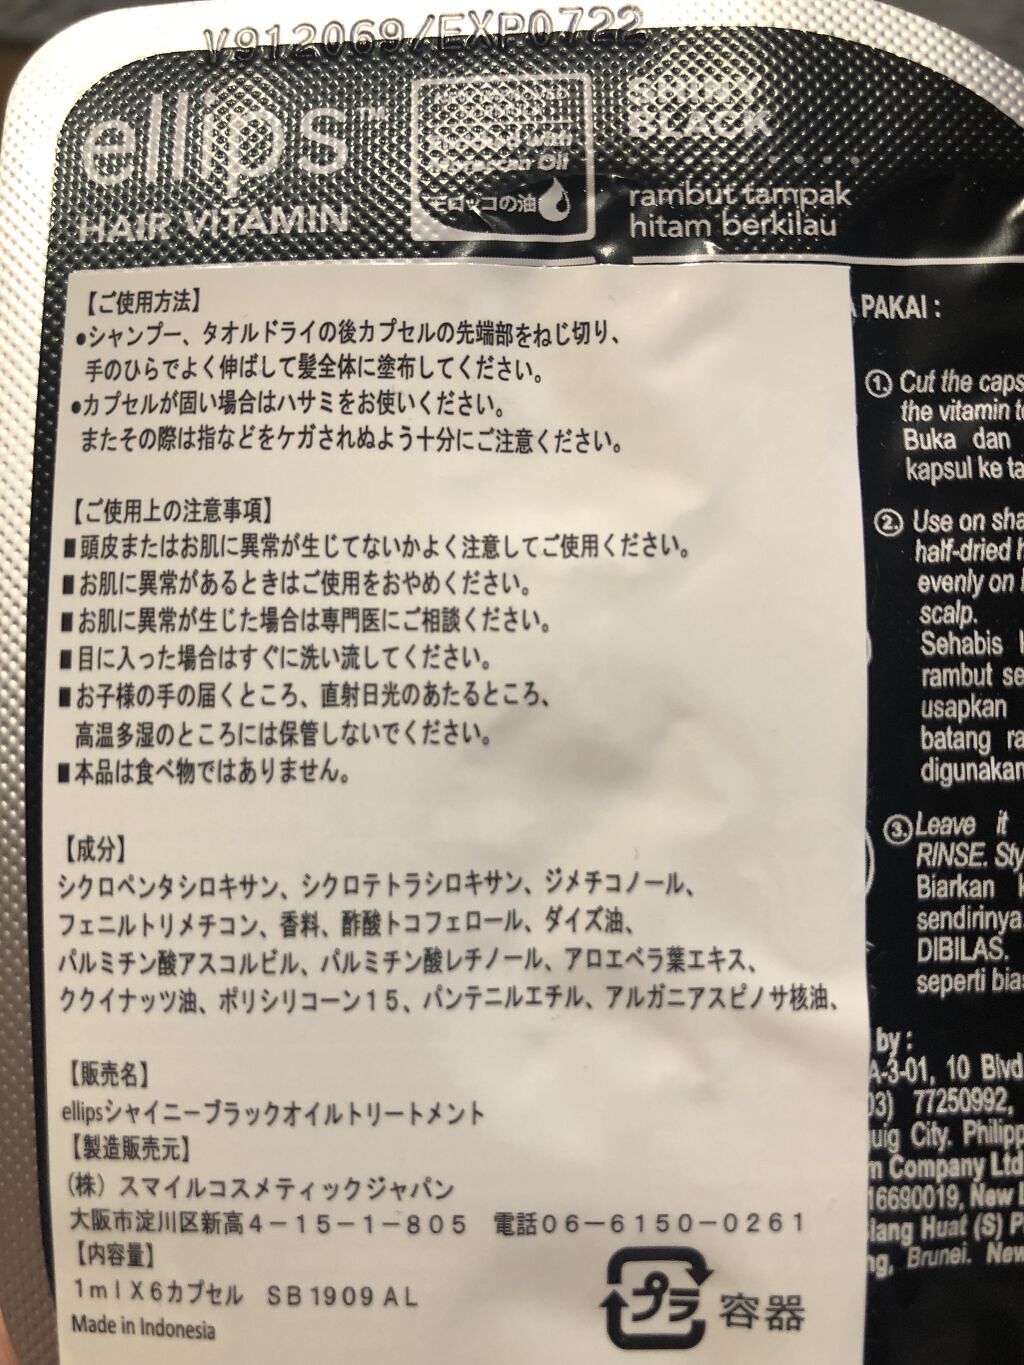 V912069/EXP0722
ellips™
HAIR VITAMIN
Oil
モロッコの油
SHINY
BLACK
rambut tampak
hitam berkilau
【ご使用方法】
●シャンプー、タオルドライの後カプセルの先端部をねじ切り、
手のひらでよく伸ばして髪全体に塗布してください。
●カプセルが固い場合はハサミをお使いください。
またその際は指などをケガされぬよう十分にご注意ください。
【ご使用上の注意事項】
■頭皮またはお肌に異常が生じてないかよく注意してご使用ください。
■お肌に異常があるときはご使用をおやめください。
■お肌に異常が生じた場合は専門医にご相談ください。
■目に入った場合はすぐに洗い流してください。
■お子様の手の届くところ、直射日光のあたるところ、
高温多湿のところには保管しないでください。
■本品は食べ物ではありません。
【成分】
シクロペンタシロキサン、シクロテトラシロキサン、ジメチコノール、
フェニルトリメチコン、香料、酢酸トコフェロール、ダイズ油、
パルミチン酸アスコルビル、パルミチン酸レチノール、アロエベラ葉エキス、
ククイナッツ油、ポリシリコーン15、パンテニルエチル、アルガニアスピノサ核油、
【販売名】
ellipsシャイニーブラックオイルトリートメント
【製造販売元】
(株) スマイルコスメティックジャパン
大阪市淀川区新高4－15－1－805 電話06－6150－0261
【内容量】
1mlX6カプセル SB1909AL
Made in Indonesia
プラ 容器
PAKAI :
① Cut the caps
the vitamin t
Buka dan
kapsul ke ta
② Use on sha
half-dried h
evenly on
scalp.
Sehabis
rambut se
usapkan
batang ra
digunakan
③ Leave it
RINSE. Sty
Biarkan
sendirinya.
DIBILAS.
seperti bia
by :
A-3-01, 10 Blvd
03) 77250992,
uig City. Philipp
m Company Ltd
16690019, New
iang Huat (S) P
ng, Brunei. New